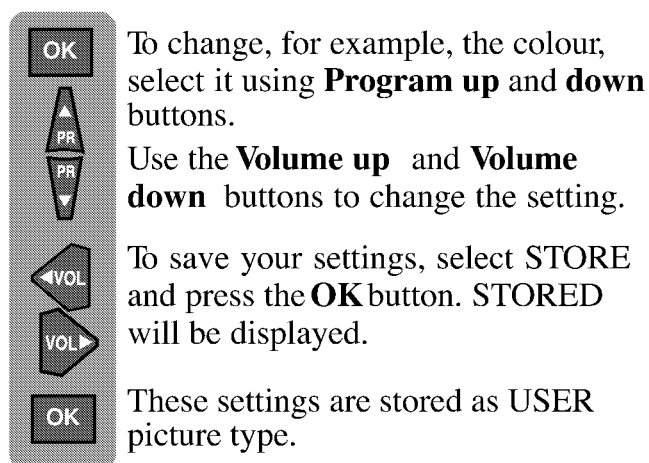 OK
PR
PR
VOL
VOL
OK
To change, for example, the colour,
select it using Program up and down
buttons.
Use the Volume up and Volume
down buttons to change the setting.
To save your settings, select STORE
and press the OK button. STORED
will be displayed.
These settings are stored as USER
picture type.